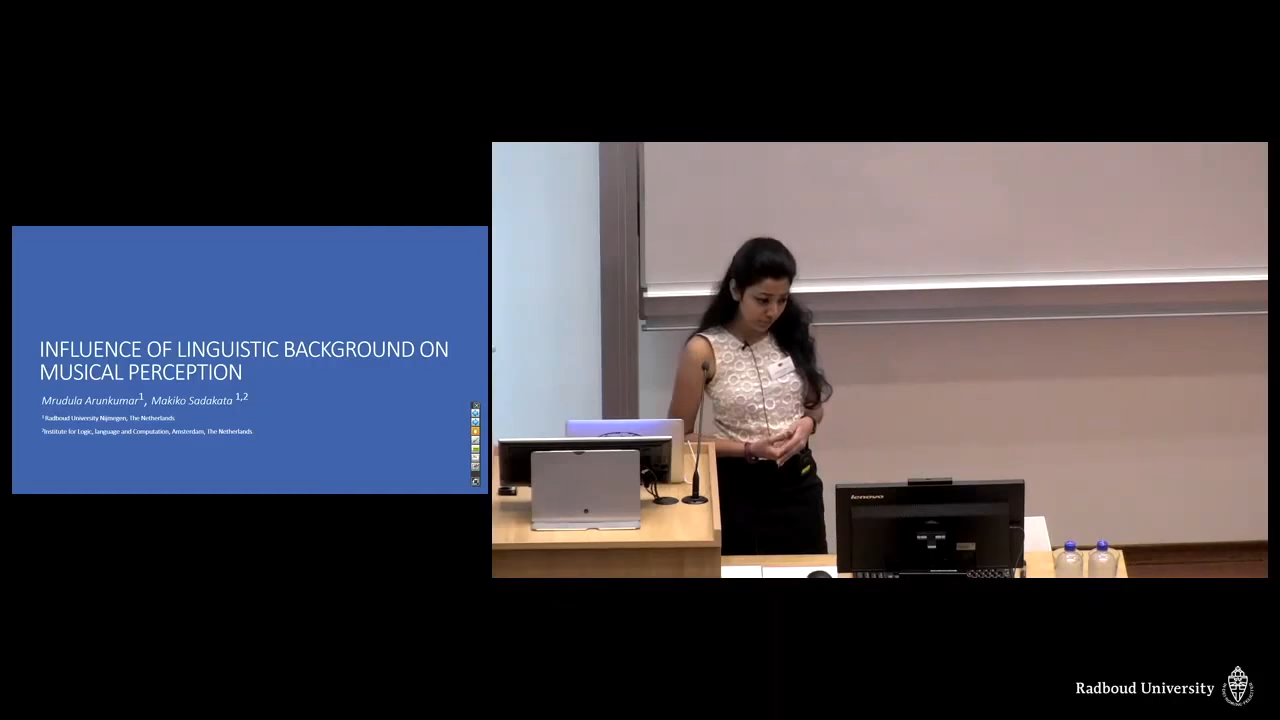 INFLUENCE OF LINGUISTIC BACKGROUND ON
MUSICAL PERCEPTION
Mrudula Arunkumar¹, Makiko Sadakata ¹,²
¹ Radboud University Nijmegen, The Netherlands
²Institute for Logic, language and Computation, Amsterdam, The Netherlands
lenovo
Radboud University